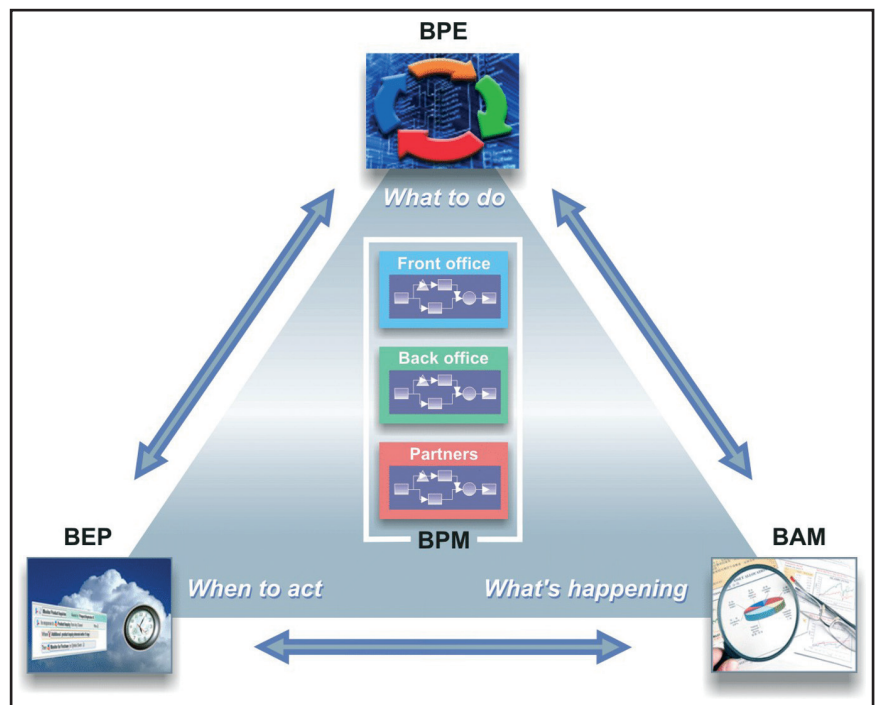 BPE
What to do
Front office
Back office
Partners
BPM
BEP
When to act
BAM
What's happening